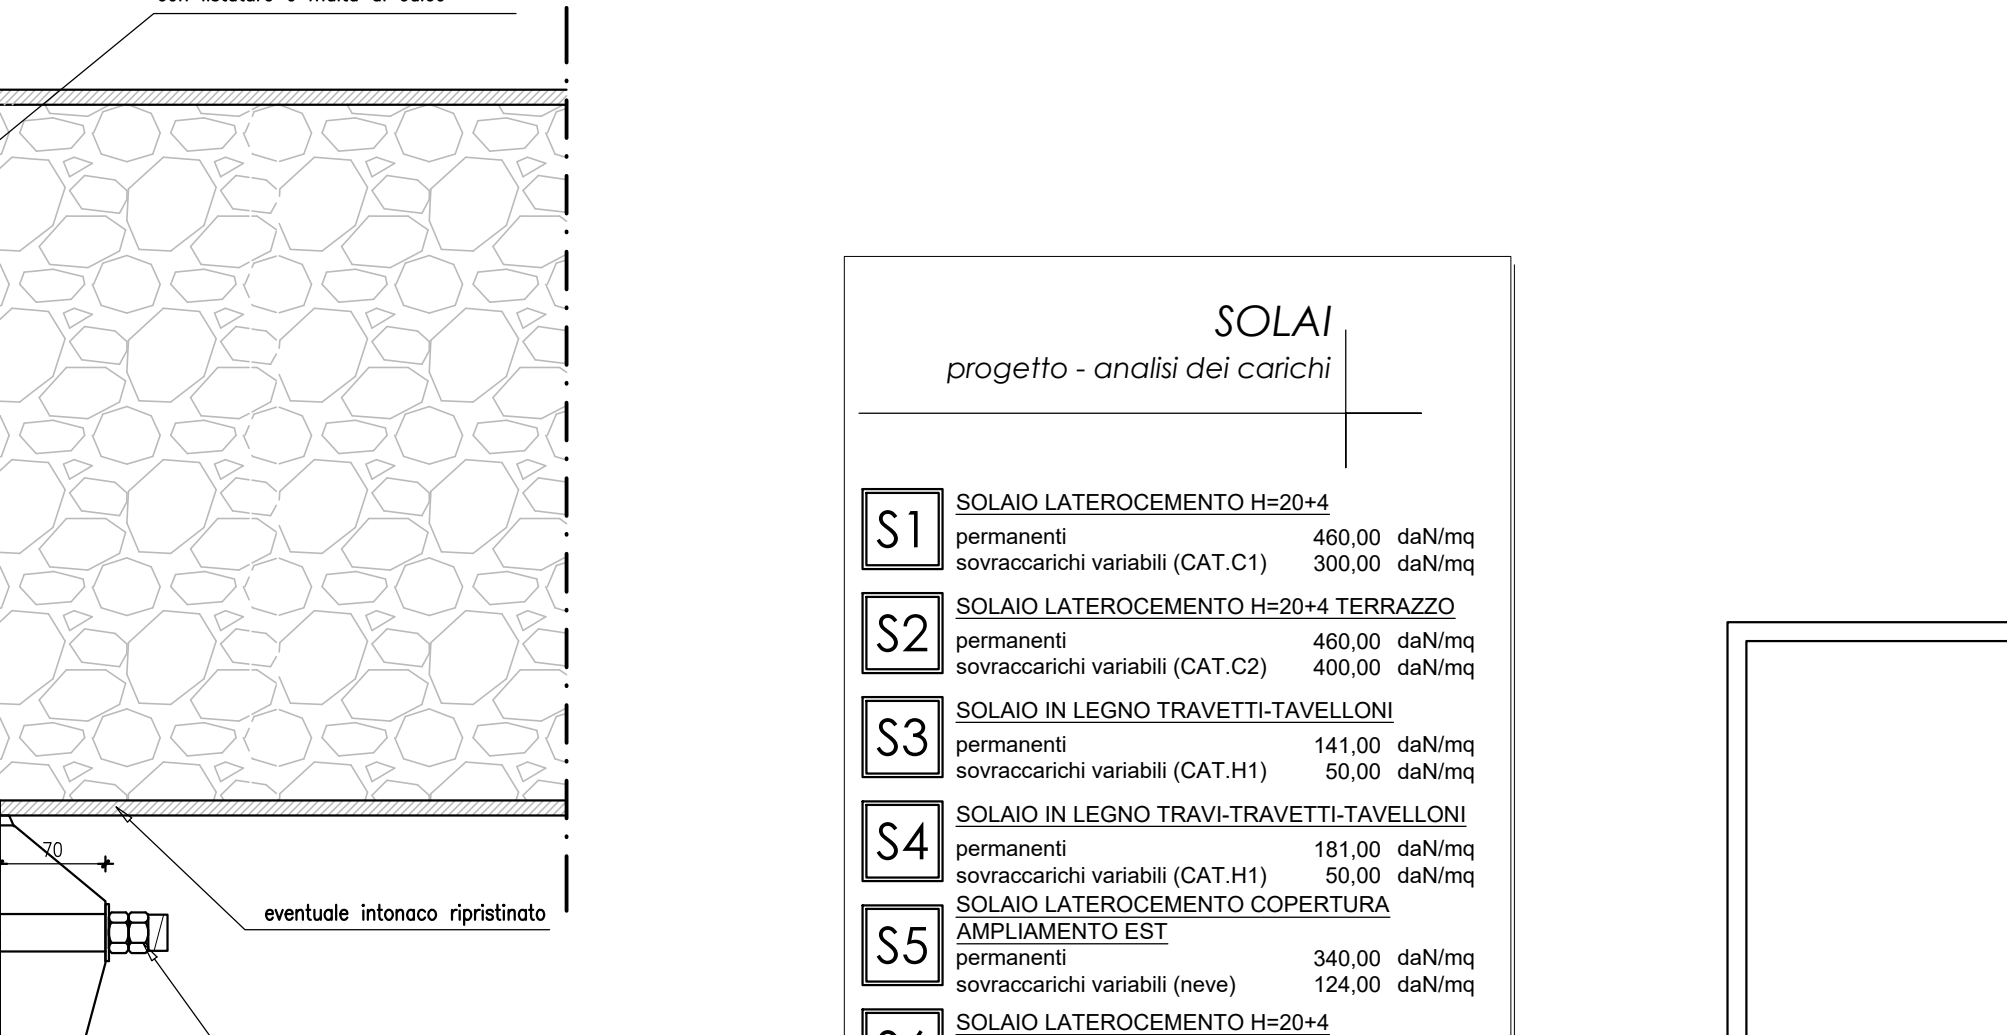 SOLAI
progetto - analisi dei carichi
S1
SOLAIO LATEROCEMENTO H=20+4
permanenti 460,00 daN/mq
sovraccarichi variabili (CAT.C1) 300,00 daN/mq
S2
SOLAIO LATEROCEMENTO H=20+4 TERRAZZO
permanenti 460,00 daN/mq
sovraccarichi variabili (CAT.C2) 400,00 daN/mq
S3
SOLAIO IN LEGNO TRAVETTI-TAVELLONI
permanenti 141,00 daN/mq
sovraccarichi variabili (CAT.H1) 50,00 daN/mq
S4
SOLAIO IN LEGNO TRAVI-TRAVETTI-TAVELLONI
permanenti 181,00 daN/mq
sovraccarichi variabili (CAT.H1) 50,00 daN/mq
S5
SOLAIO LATEROCEMENTO COPERTURA
AMPLIAMENTO EST
permanenti 340,00 daN/mq
sovraccarichi variabili (neve) 124,00 daN/mq
SOLAIO LATEROCEMENTO H=20+4
70
eventuale intonaco ripristinato